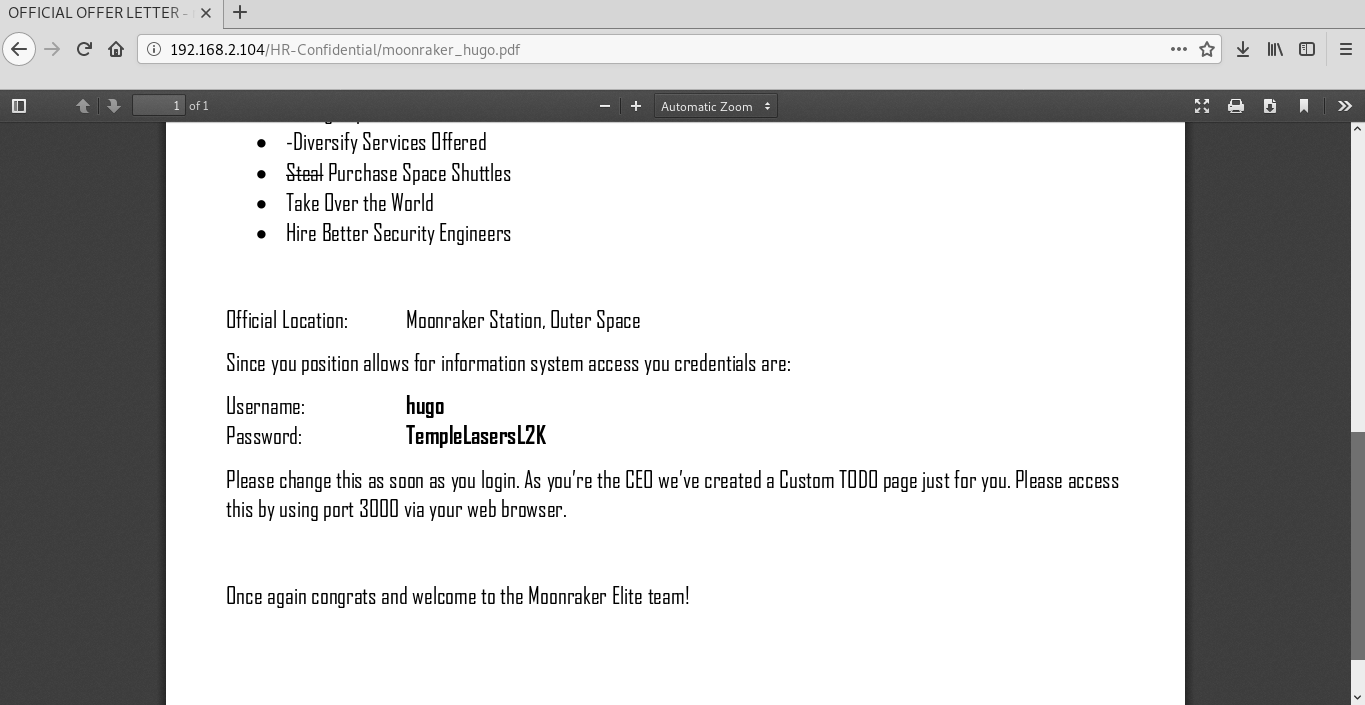 OFFICIAL OFFER LETTER -
192.168.2.104/HR-Confidential/moonraker_hugo.pdf
1 of 1 Automatic Zoom
● -Diversify Services Offered
● Steal Purchase Space Shuttles
● Take Over the World
● Hire Better Security Engineers
Official Location: Moonraker Station, Outer Space
Since you position allows for information system access you credentials are:
Username: hugo
Password: TempleLasersL2K
Please change this as soon as you login. As you're the CEO we've created a Custom TODO page just for you. Please access
this by using port 3000 via your web browser.
Once again congrats and welcome to the Moonraker Elite team!